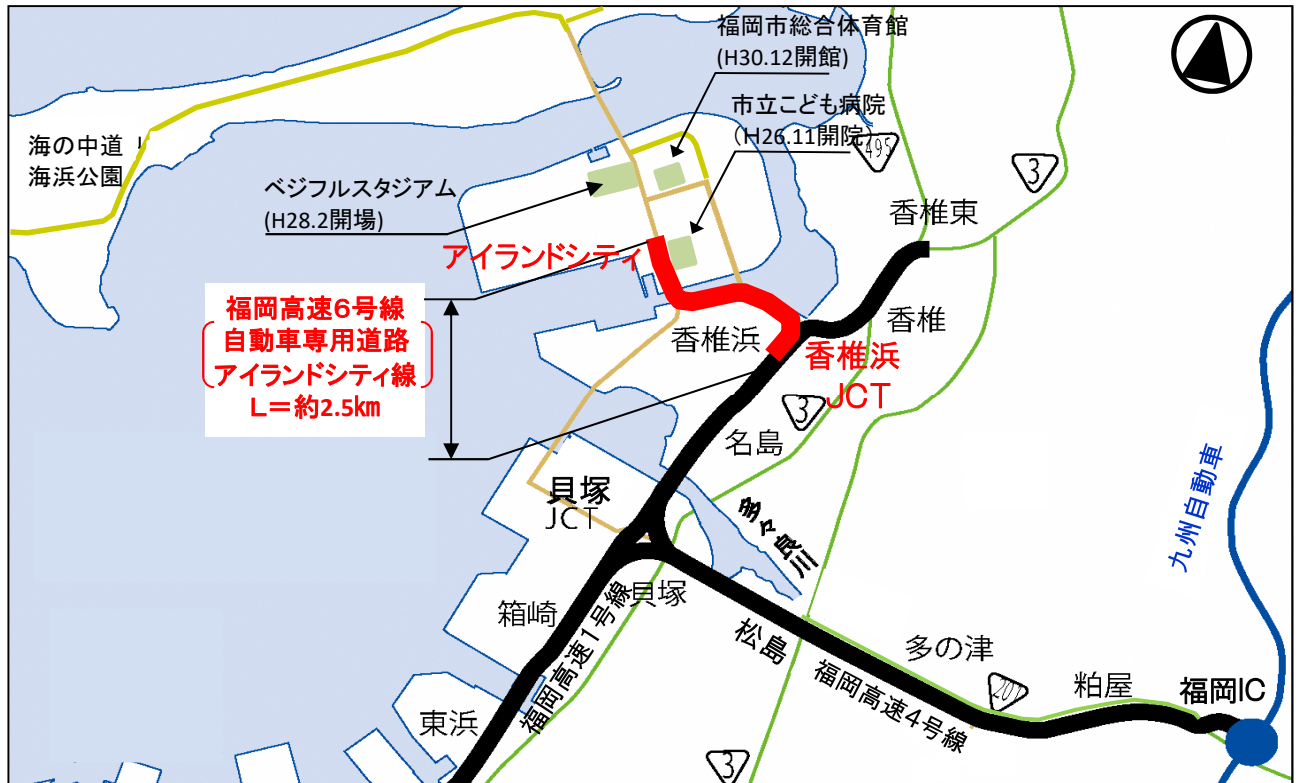 福岡市総合体育館
(H30.12開館)
市立こども病院
（H26.11開院）
495
3
海の中道
海浜公園
ベジフルスタジアム
(H28.2開場)
香椎東
アイランドシティ
福岡高速6号線
自動車専用道路
アイランドシティ線
L＝約2.5㎞
香椎浜
香椎
香椎浜
JCT
3
名島
九州自動車
貝塚
JCT
多々良川
貝塚
箱崎
福岡高速1号線
松島
多の津
福岡高速4号線
201
粕屋
福岡IC
東浜
3